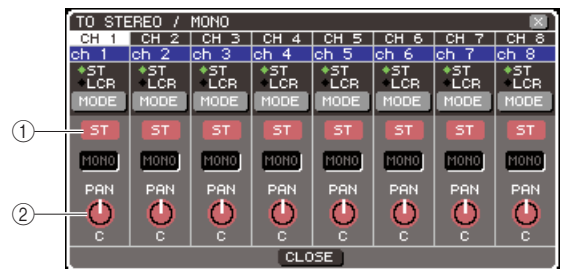 TO STEREO / MONO
CH 1 CH 2 CH 3 CH 4 CH 5 CH 6 CH 7 CH 8
ch 1 ch 2 ch 3 ch 4 ch 5 ch 6 ch 7 ch 8
ST ST ST ST ST ST ST ST
LCR LCR LCR LCR LCR LCR LCR LCR
MODE MODE MODE MODE MODE MODE MODE MODE
① ST ST ST ST ST ST ST ST
MONO MONO MONO MONO MONO MONO MONO MONO
PAN PAN PAN PAN PAN PAN PAN PAN
②
C C C C C C C C
CLOSE